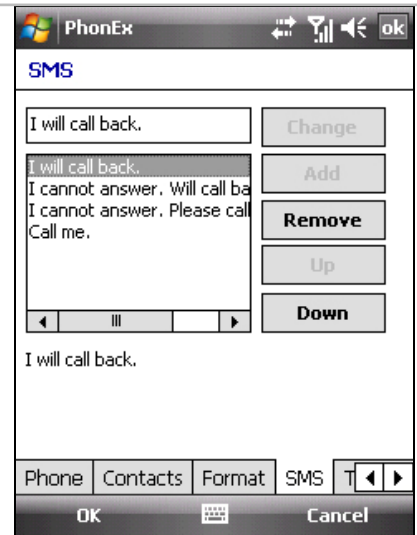 PhonEx
ok
SMS
I will call back.
Change
I will call back.
I cannot answer. Will call ba
I cannot answer. Please call
Call me.
Add
Remove
Up
Down
I will call back.
Phone Contacts Format SMS T
OK Cancel